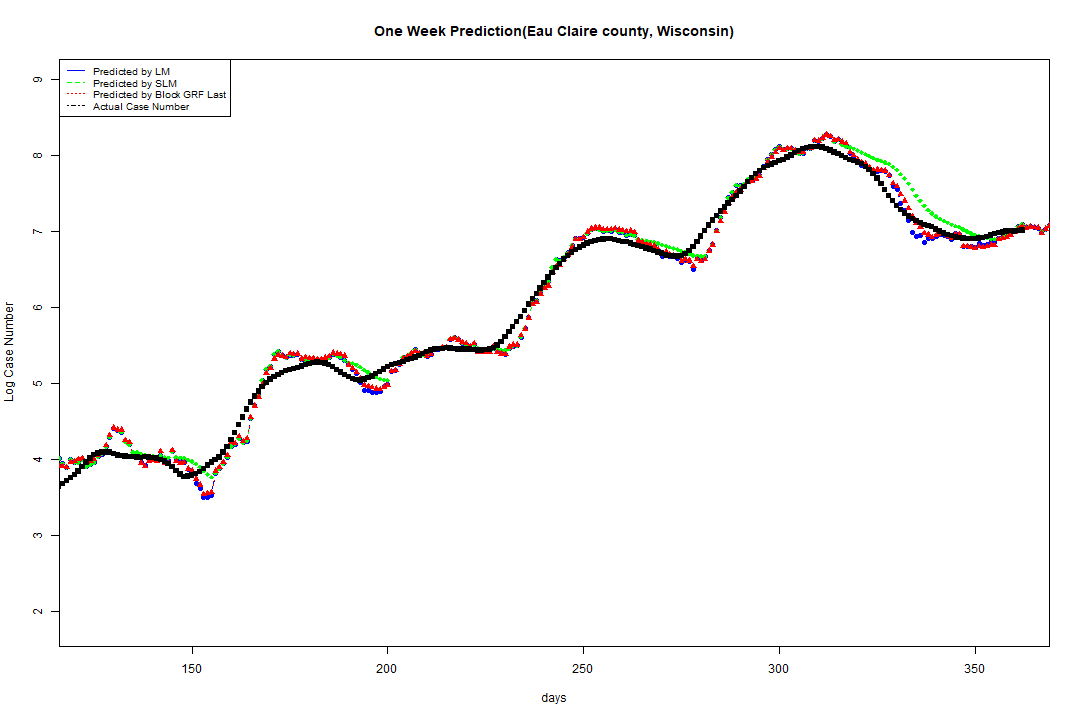 One Week Prediction(Eau Claire county, Wisconsin)
Predicted by LM
Predicted by SLM
Predicted by Block GRF Last
Actual Case Number
Log Case Number
9
8
7
6
5
4
3
2
150 200 250 300 350
days